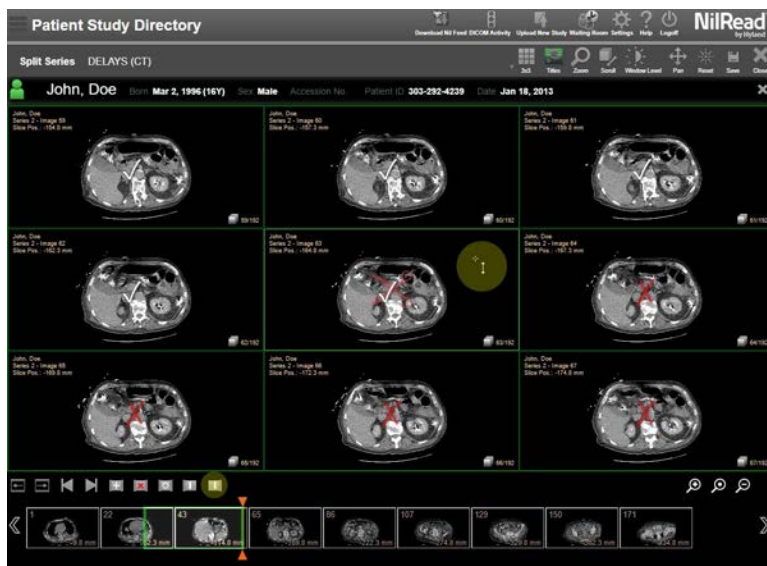 Patient Study Directory
Download Nil Feed DICOM Activity Upload New Study Waiting Room Settings Help Logoff
NilRead
by Hyland
Split Series DELAYS (CT)
3x3 Titles Zoom Scroll Window Level Pan Reset Save Close
John, Doe Born Mar 2, 1996 (16Y) Sex Male Accession No. Patient ID 303-292-4239 Date Jan 18, 2013
John, Doe
Series 2 - Image 59
Slice Pos.: -154.8 mm
59/192
John, Doe
Series 2 - Image 60
Slice Pos.: -157.3 mm
60/192
John, Doe
Series 2 - Image 61
Slice Pos.: -159.8 mm
61/192
John, Doe
Series 2 - Image 62
Slice Pos.: -162.3 mm
62/192
John, Doe
Series 2 - Image 63
Slice Pos.: -164.8 mm
63/192
John, Doe
Series 2 - Image 64
Slice Pos.: -167.3 mm
64/192
John, Doe
Series 2 - Image 65
Slice Pos.: -169.8 mm
65/192
John, Doe
Series 2 - Image 66
Slice Pos.: -172.3 mm
66/192
John, Doe
Series 2 - Image 67
Slice Pos.: -174.8 mm
67/192
1 22 43 65 86 107 129 150 171